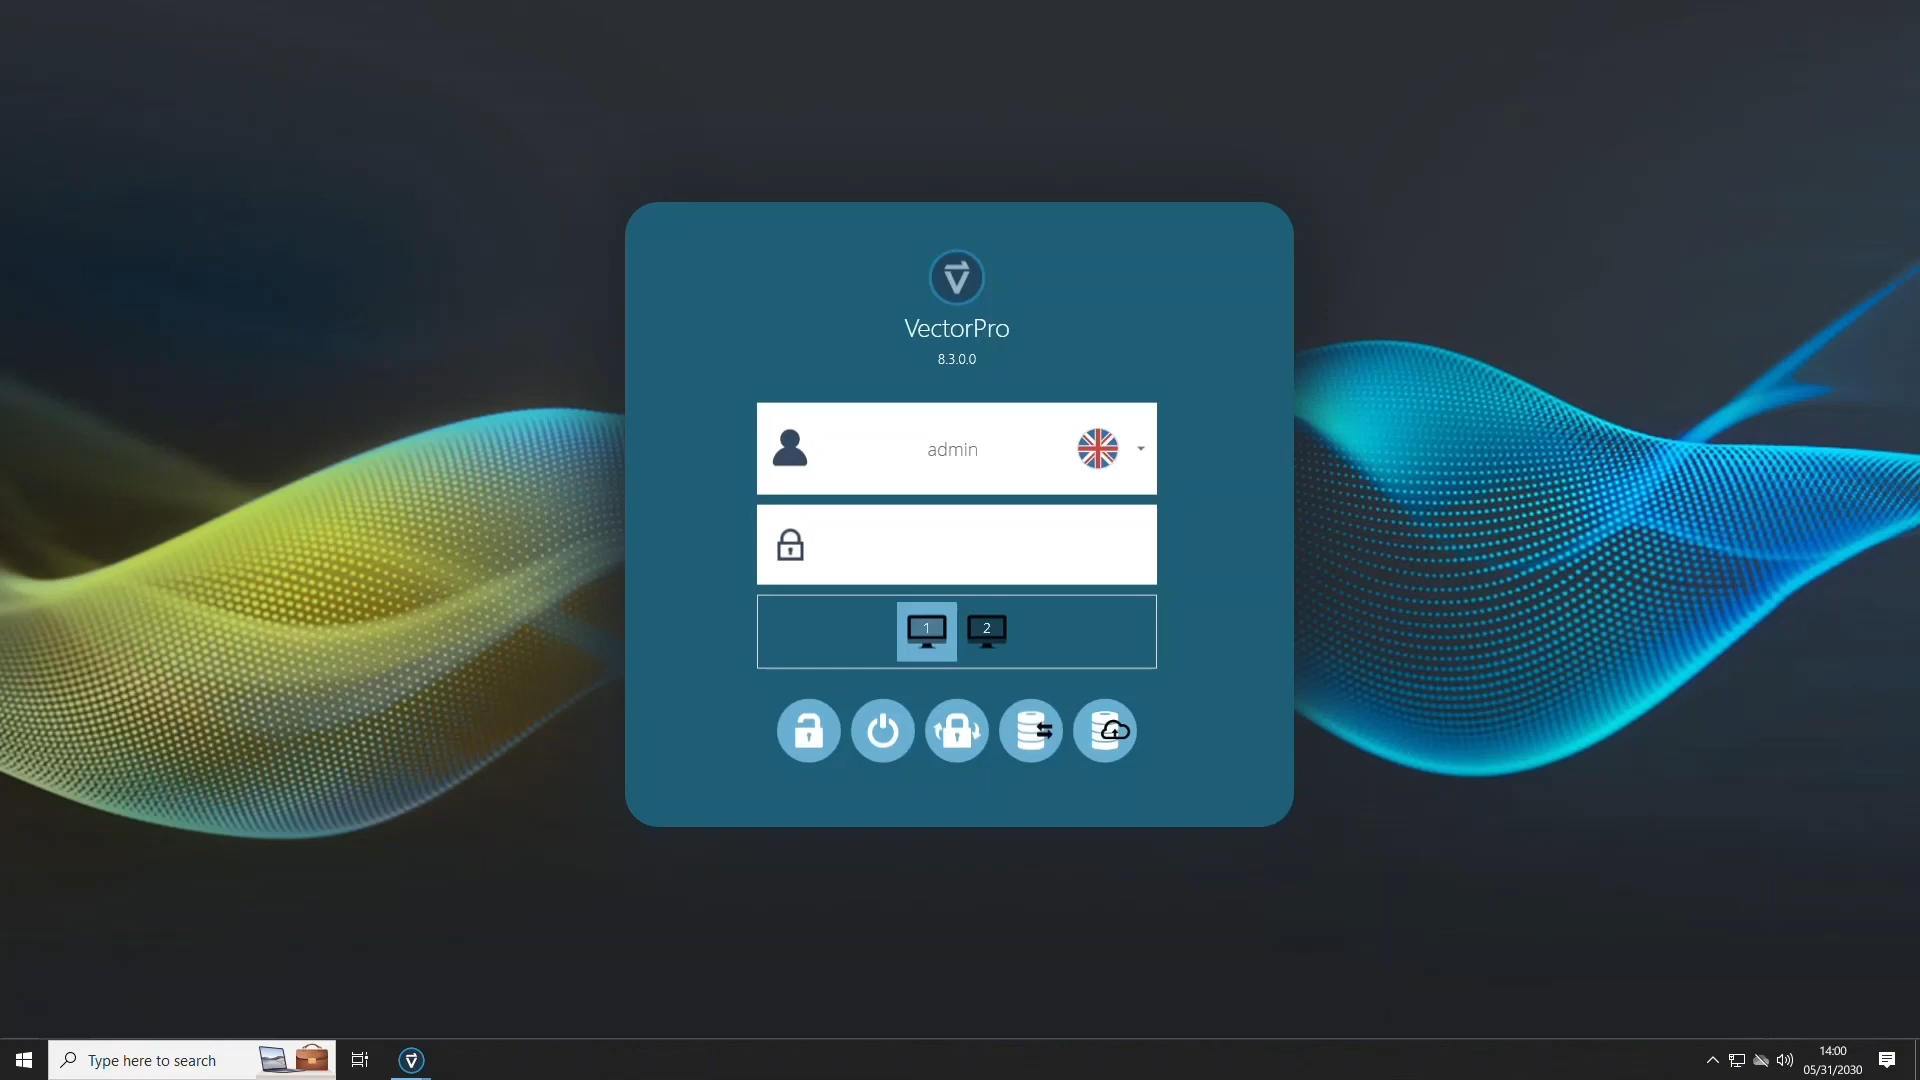 VectorPro
8.3.0.0
admin
1
2
Type here to search
14:00
05/31/2030